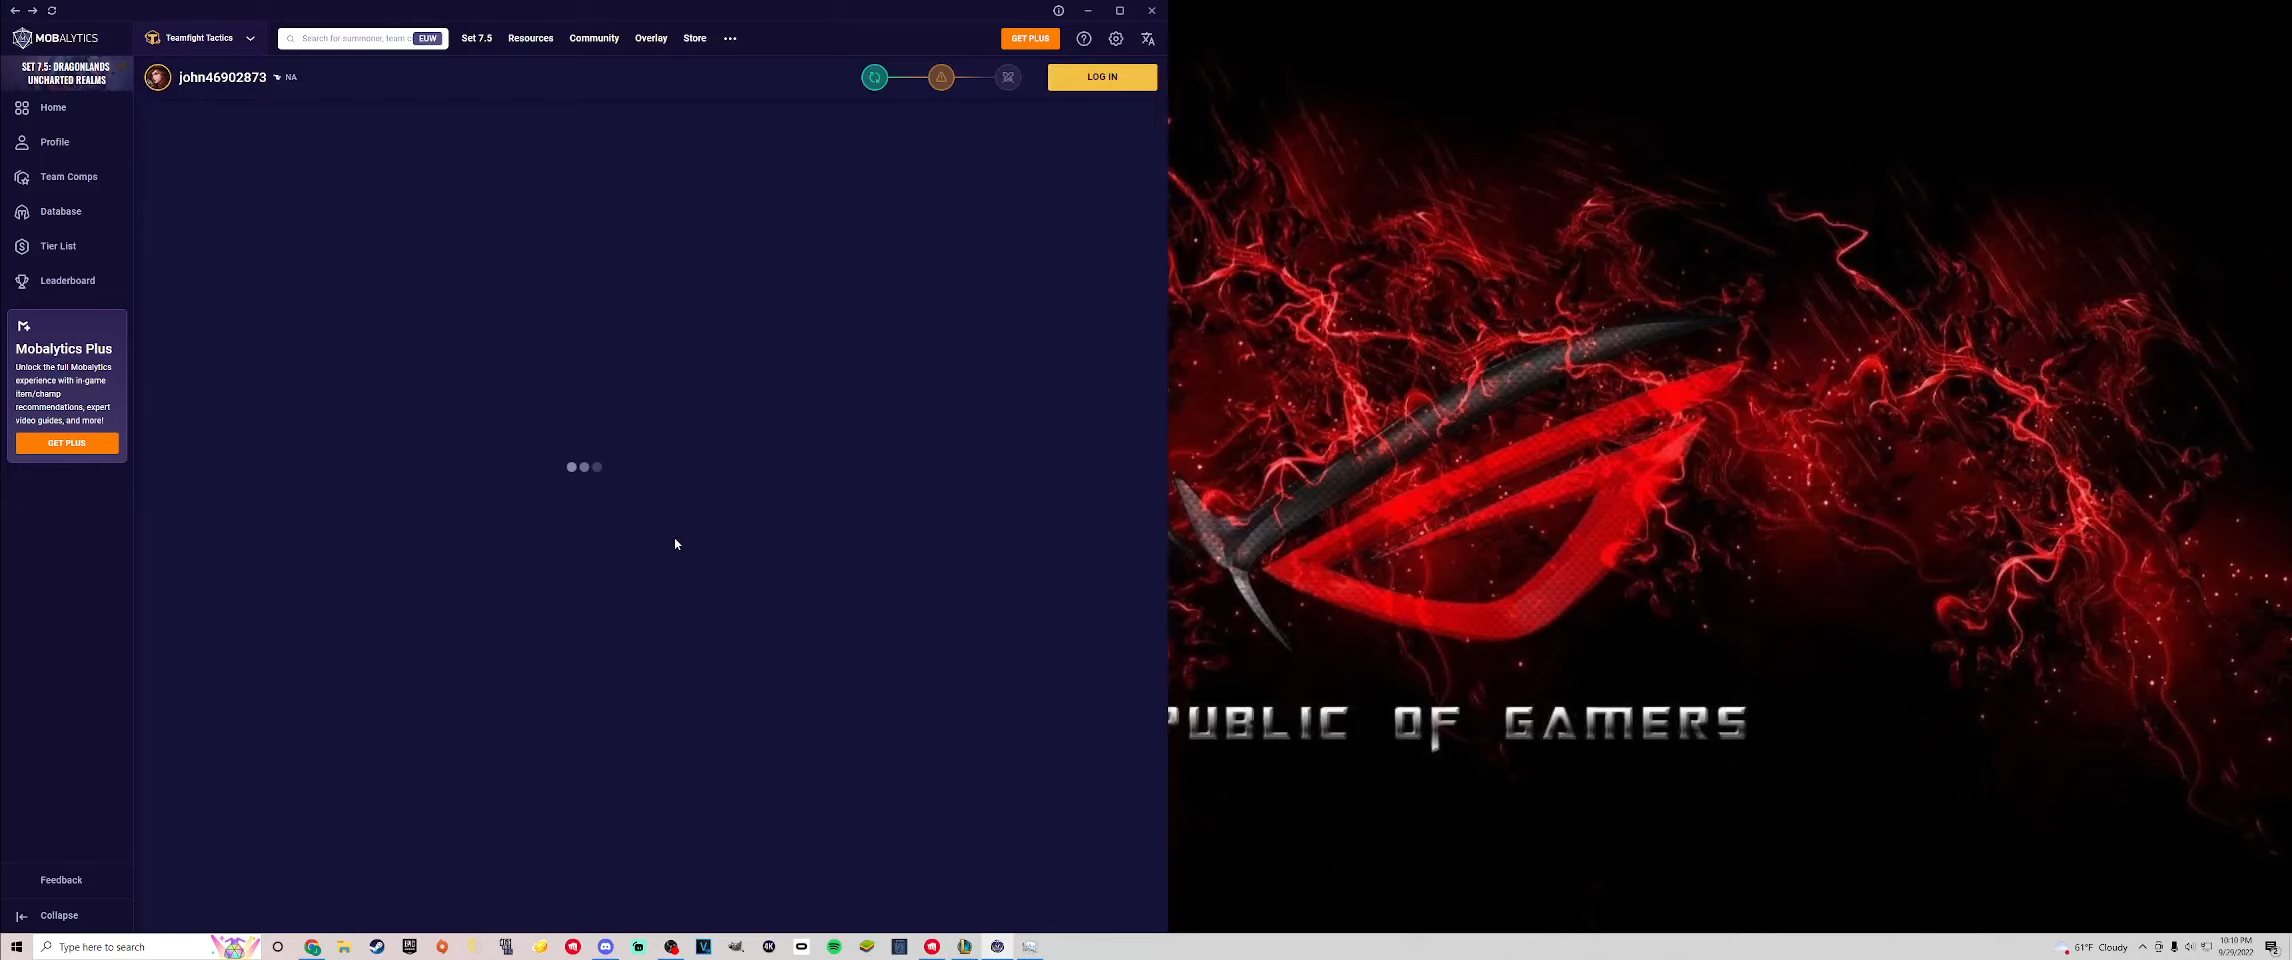 MOBALYTICS
Teamfight Tactics
Search for summoner, team c
EUW
Set 7.5
Resources
Community
Overlay
Store
GET PLUS
SET 7.5: DRAGONLANDS
UNCHARTED REALMS
john46902873
NA
LOG IN
Home
Profile
Team Comps
Database
Tier List
Leaderboard
Mobalytics Plus
Unlock the full Mobalytics
experience with in-game
item/champ
recommendations, expert
video guides, and more!
GET PLUS
PUBLIC OF GAMERS
Feedback
Collapse
Type here to search
EPIC
4K
61°F Cloudy
10:10 PM
9/29/2022
2